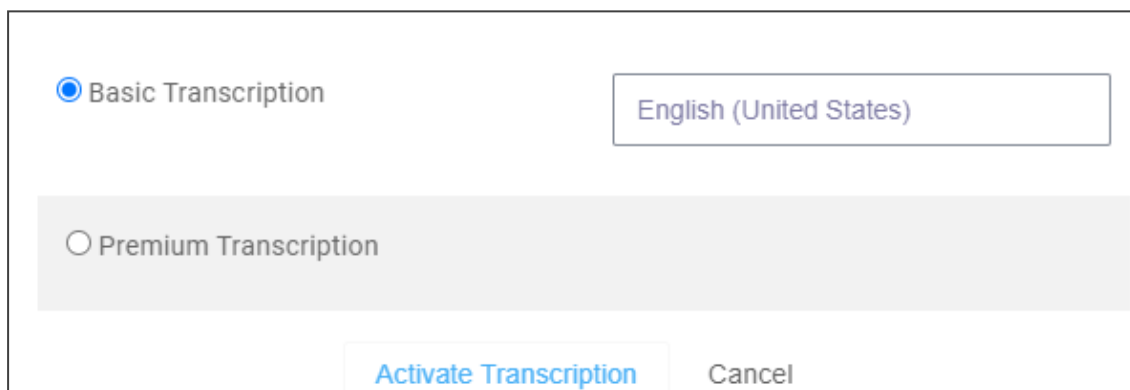 Basic Transcription
English (United States)
Premium Transcription
Activate Transcription Cancel